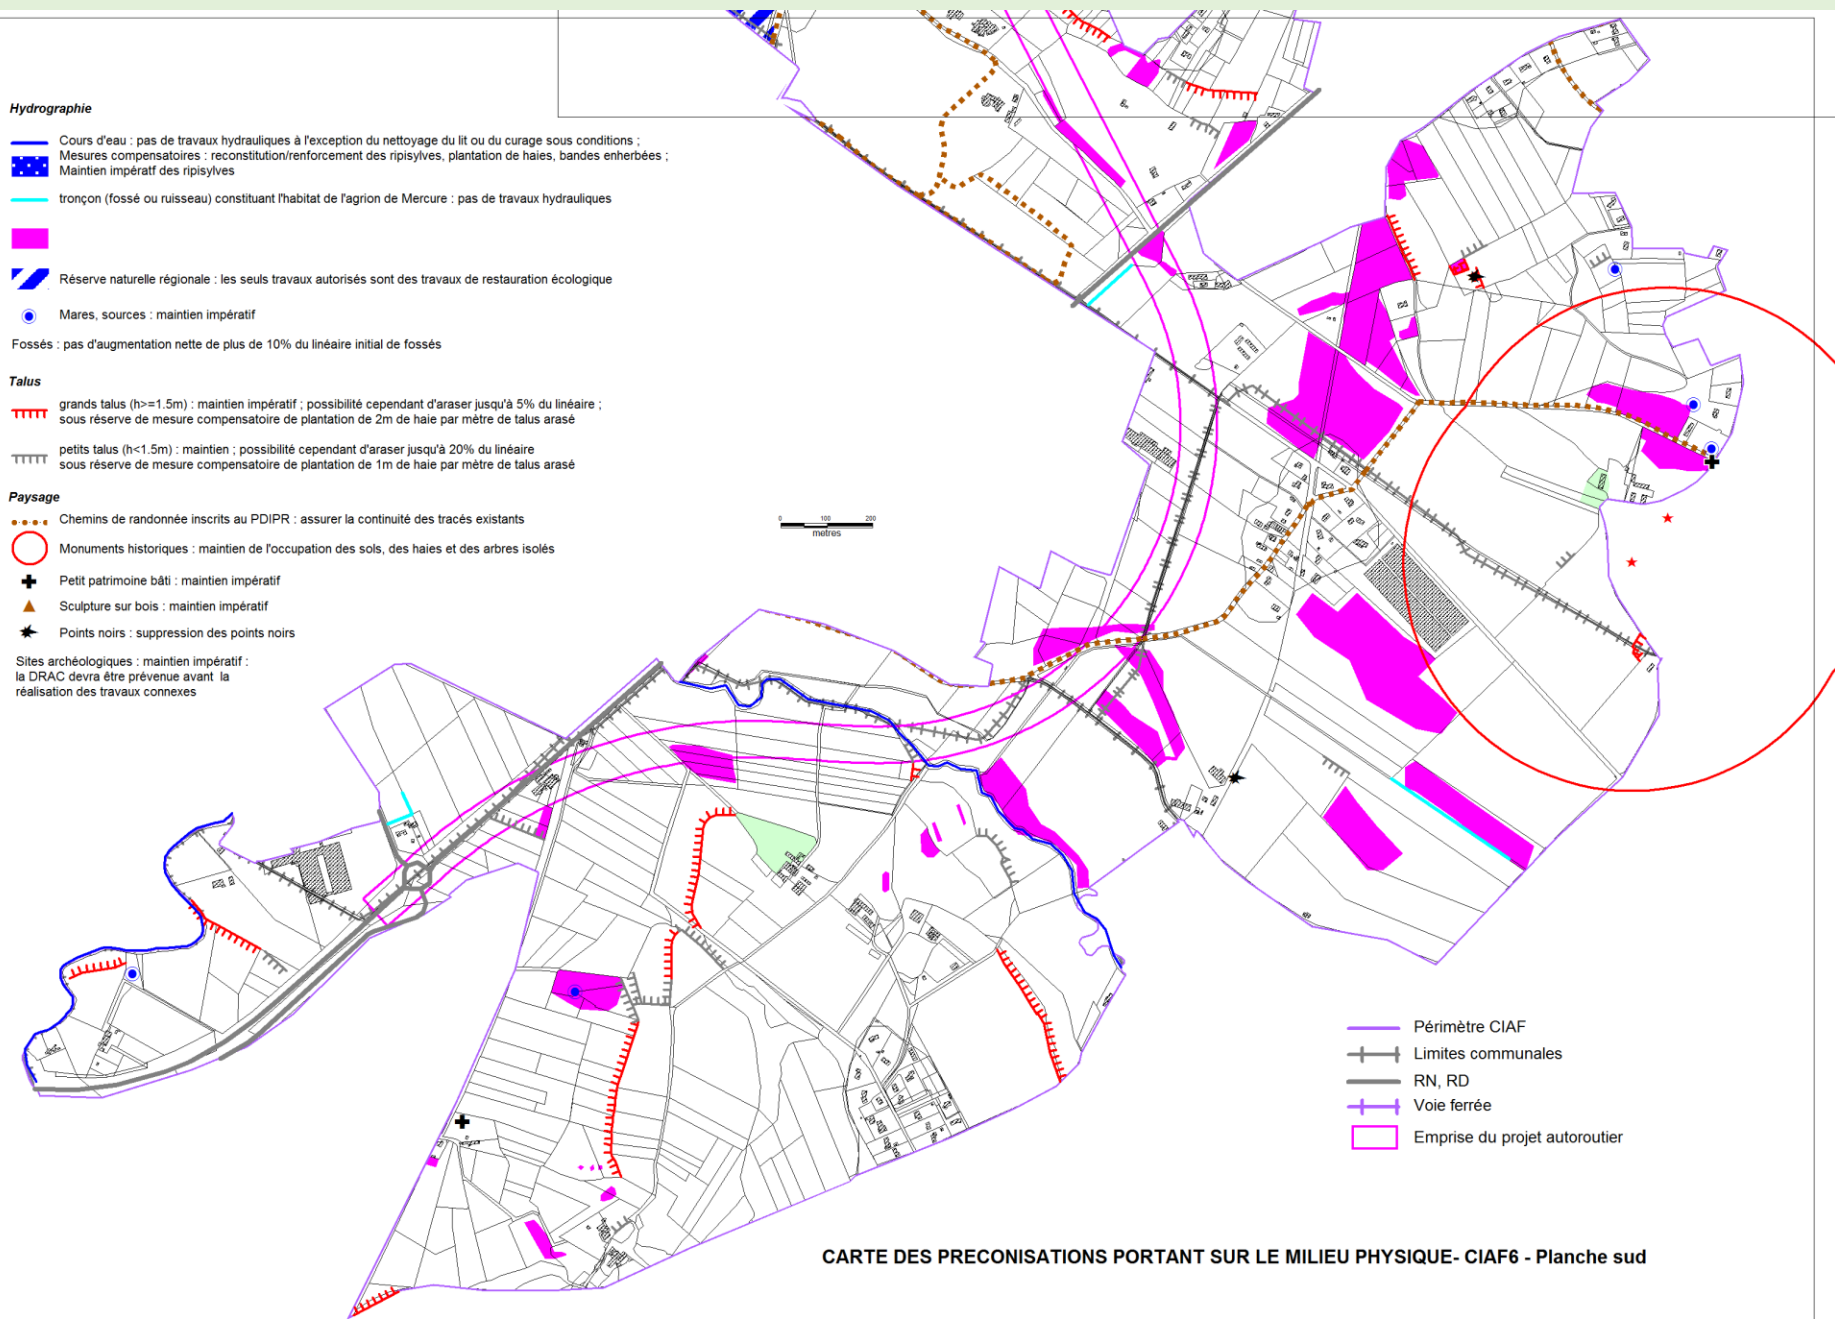 Hydrographie
Cours d'eau : pas de travaux hydrauliques à l'exception du nettoyage du lit ou du curage sous conditions ;
Mesures compensatoires : reconstitution/renforcement des ripisylves, plantation de haies, bandes enherbées ;
Maintien impératf des ripisylves
tronçon (fossé ou ruisseau) constituant l'habitat de l'agrion de Mercure : pas de travaux hydrauliques
Réserve naturelle régionale : les seuls travaux autorisés sont des travaux de restauration écologique
Mares, sources : maintien impératif
Fossés : pas d'augmentation nette de plus de 10% du linéaire initial de fossés
Talus
grands talus (h>=1.5m) : maintien impératif ; possibilité cependant d'araser jusqu'à 5% du linéaire ;
sous réserve de mesure compensatoire de plantation de 2m de haie par mètre de talus arasé
petits talus (h<1.5m) : maintien ; possibilité cependant d'araser jusqu'à 20% du linéaire
sous réserve de mesure compensatoire de plantation de 1m de haie par mètre de talus arasé
Paysage
Chemins de randonnée inscrits au PDIPR : assurer la continuité des tracés existants
Monuments historiques : maintien de l'occupation des sols, des haies et des arbres isolés
Petit patrimoine bâti : maintien impératif
Sculpture sur bois : maintien impératif
Points noirs : suppression des points noirs
Sites archéologiques : maintien impératif :
la DRAC devra être prévenue avant la
réalisation des travaux connexes
0 100 200
metres
Périmètre CIAF
Limites communales
RN, RD
Voie ferrée
Emprise du projet autoroutier
CARTE DES PRECONISATIONS PORTANT SUR LE MILIEU PHYSIQUE- CIAF6 - Planche sud